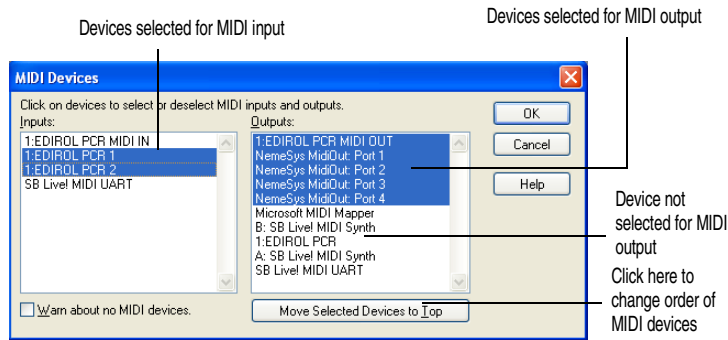 Devices selected for MIDI input
Devices selected for MIDI output
MIDI Devices
Click on devices to select or deselect MIDI inputs and outputs.
Inputs:
1:EDIROL PCR MIDI IN
1:EDIROL PCR 1
1:EDIROL PCR 2
SB Live! MIDI UART
Outputs:
1:EDIROL PCR MIDI OUT
NemeSys MidiOut: Port 1
NemeSys MidiOut: Port 2
NemeSys MidiOut: Port 3
NemeSys MidiOut: Port 4
Microsoft MIDI Mapper
B: SB Live! MIDI Synth
1:EDIROL PCR
A: SB Live! MIDI Synth
SB Live! MIDI UART
OK
Cancel
Help
Device not
selected for MIDI
output
Click here to
change order of
MIDI devices
Warn about no MIDI devices.
Move Selected Devices to Top